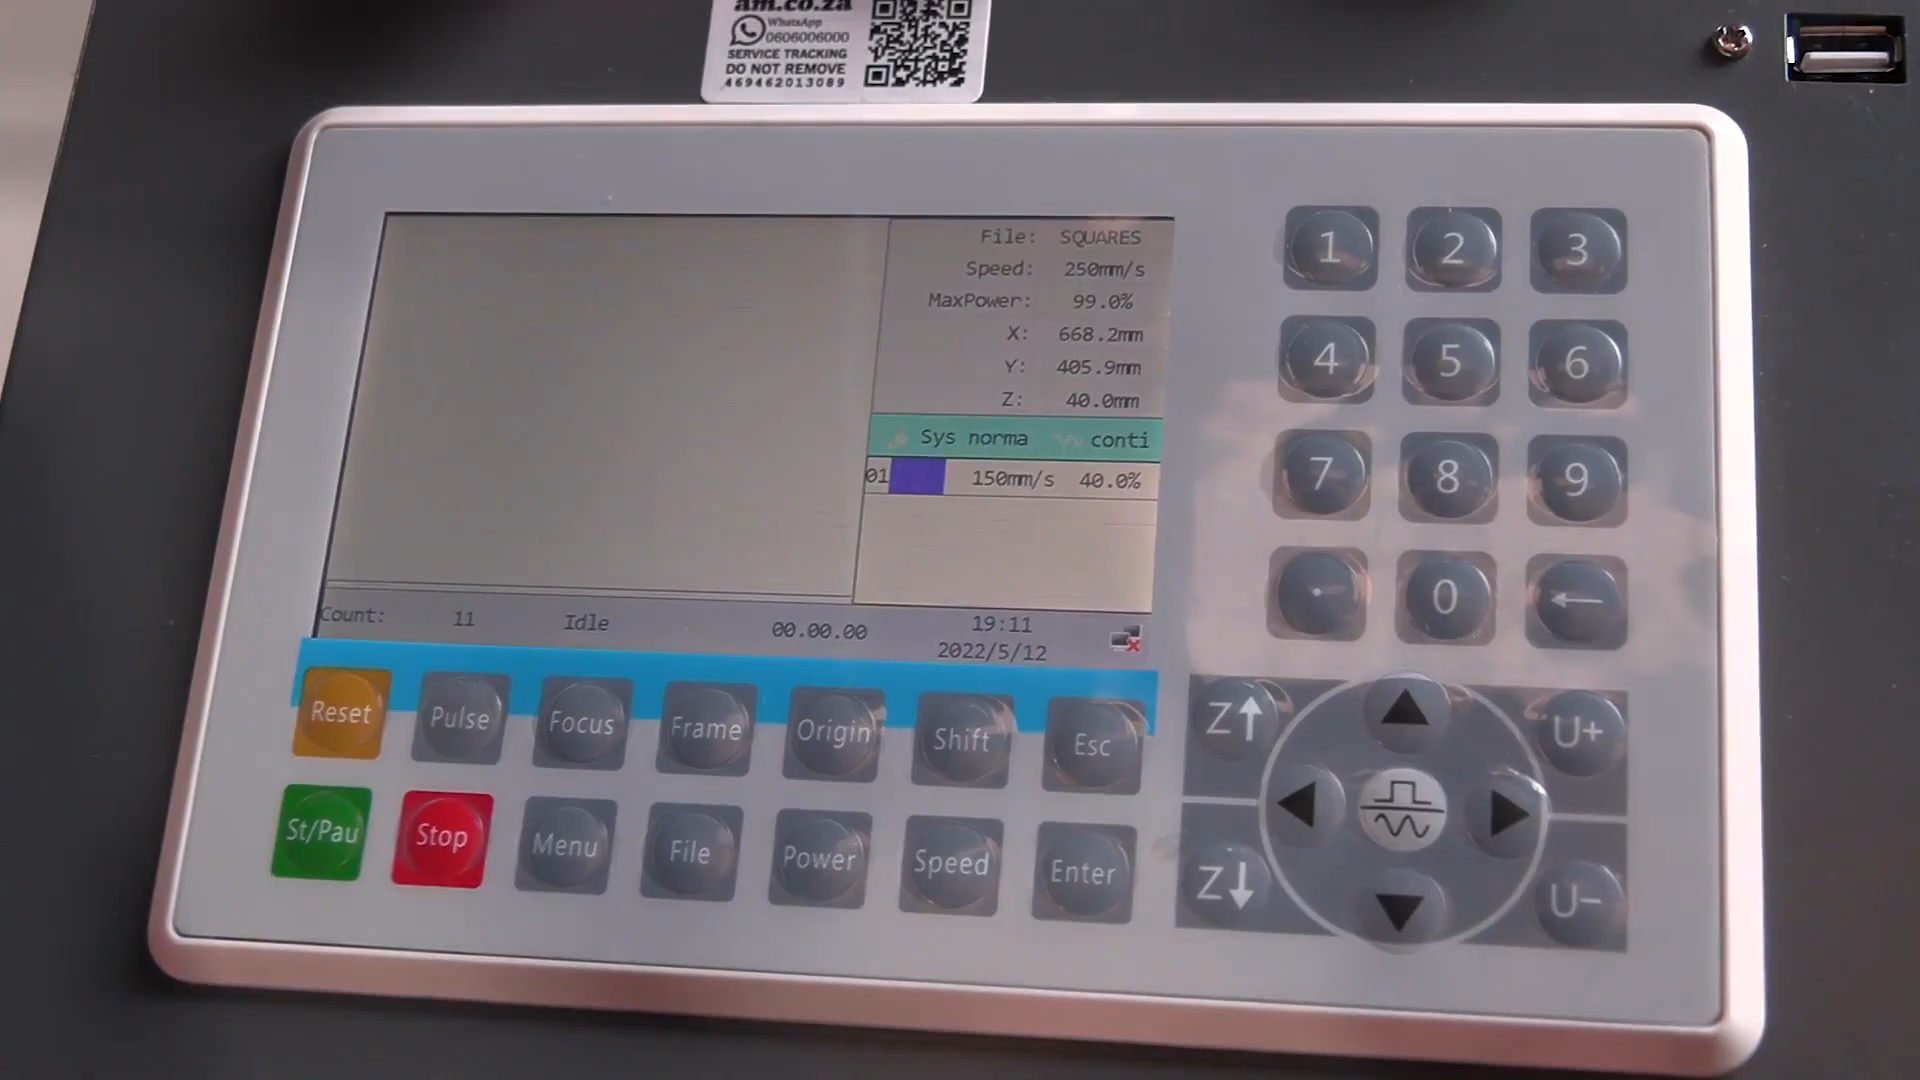 am.co.za
WhatsApp
0606006000
SERVICE TRACKING
DO NOT REMOVE
469462013089
File: SQUARES
Speed: 250mm/s
MaxPower: 99.0%
X: 668.2mm
Y: 405.9mm
Z: 40.0mm
Sys norma conti
01 150mm/s 40.0%
Count: 11 Idle 00.00.00 19:11
2022/5/12
Reset Pulse Focus Frame Origin Shift Esc
St/Pau Stop Menu File Power Speed Enter
1 2 3
4 5 6
7 8 9
. 0 ←
Z↑ ▲ U+
◀ ▶
Z↓ ▼ U-